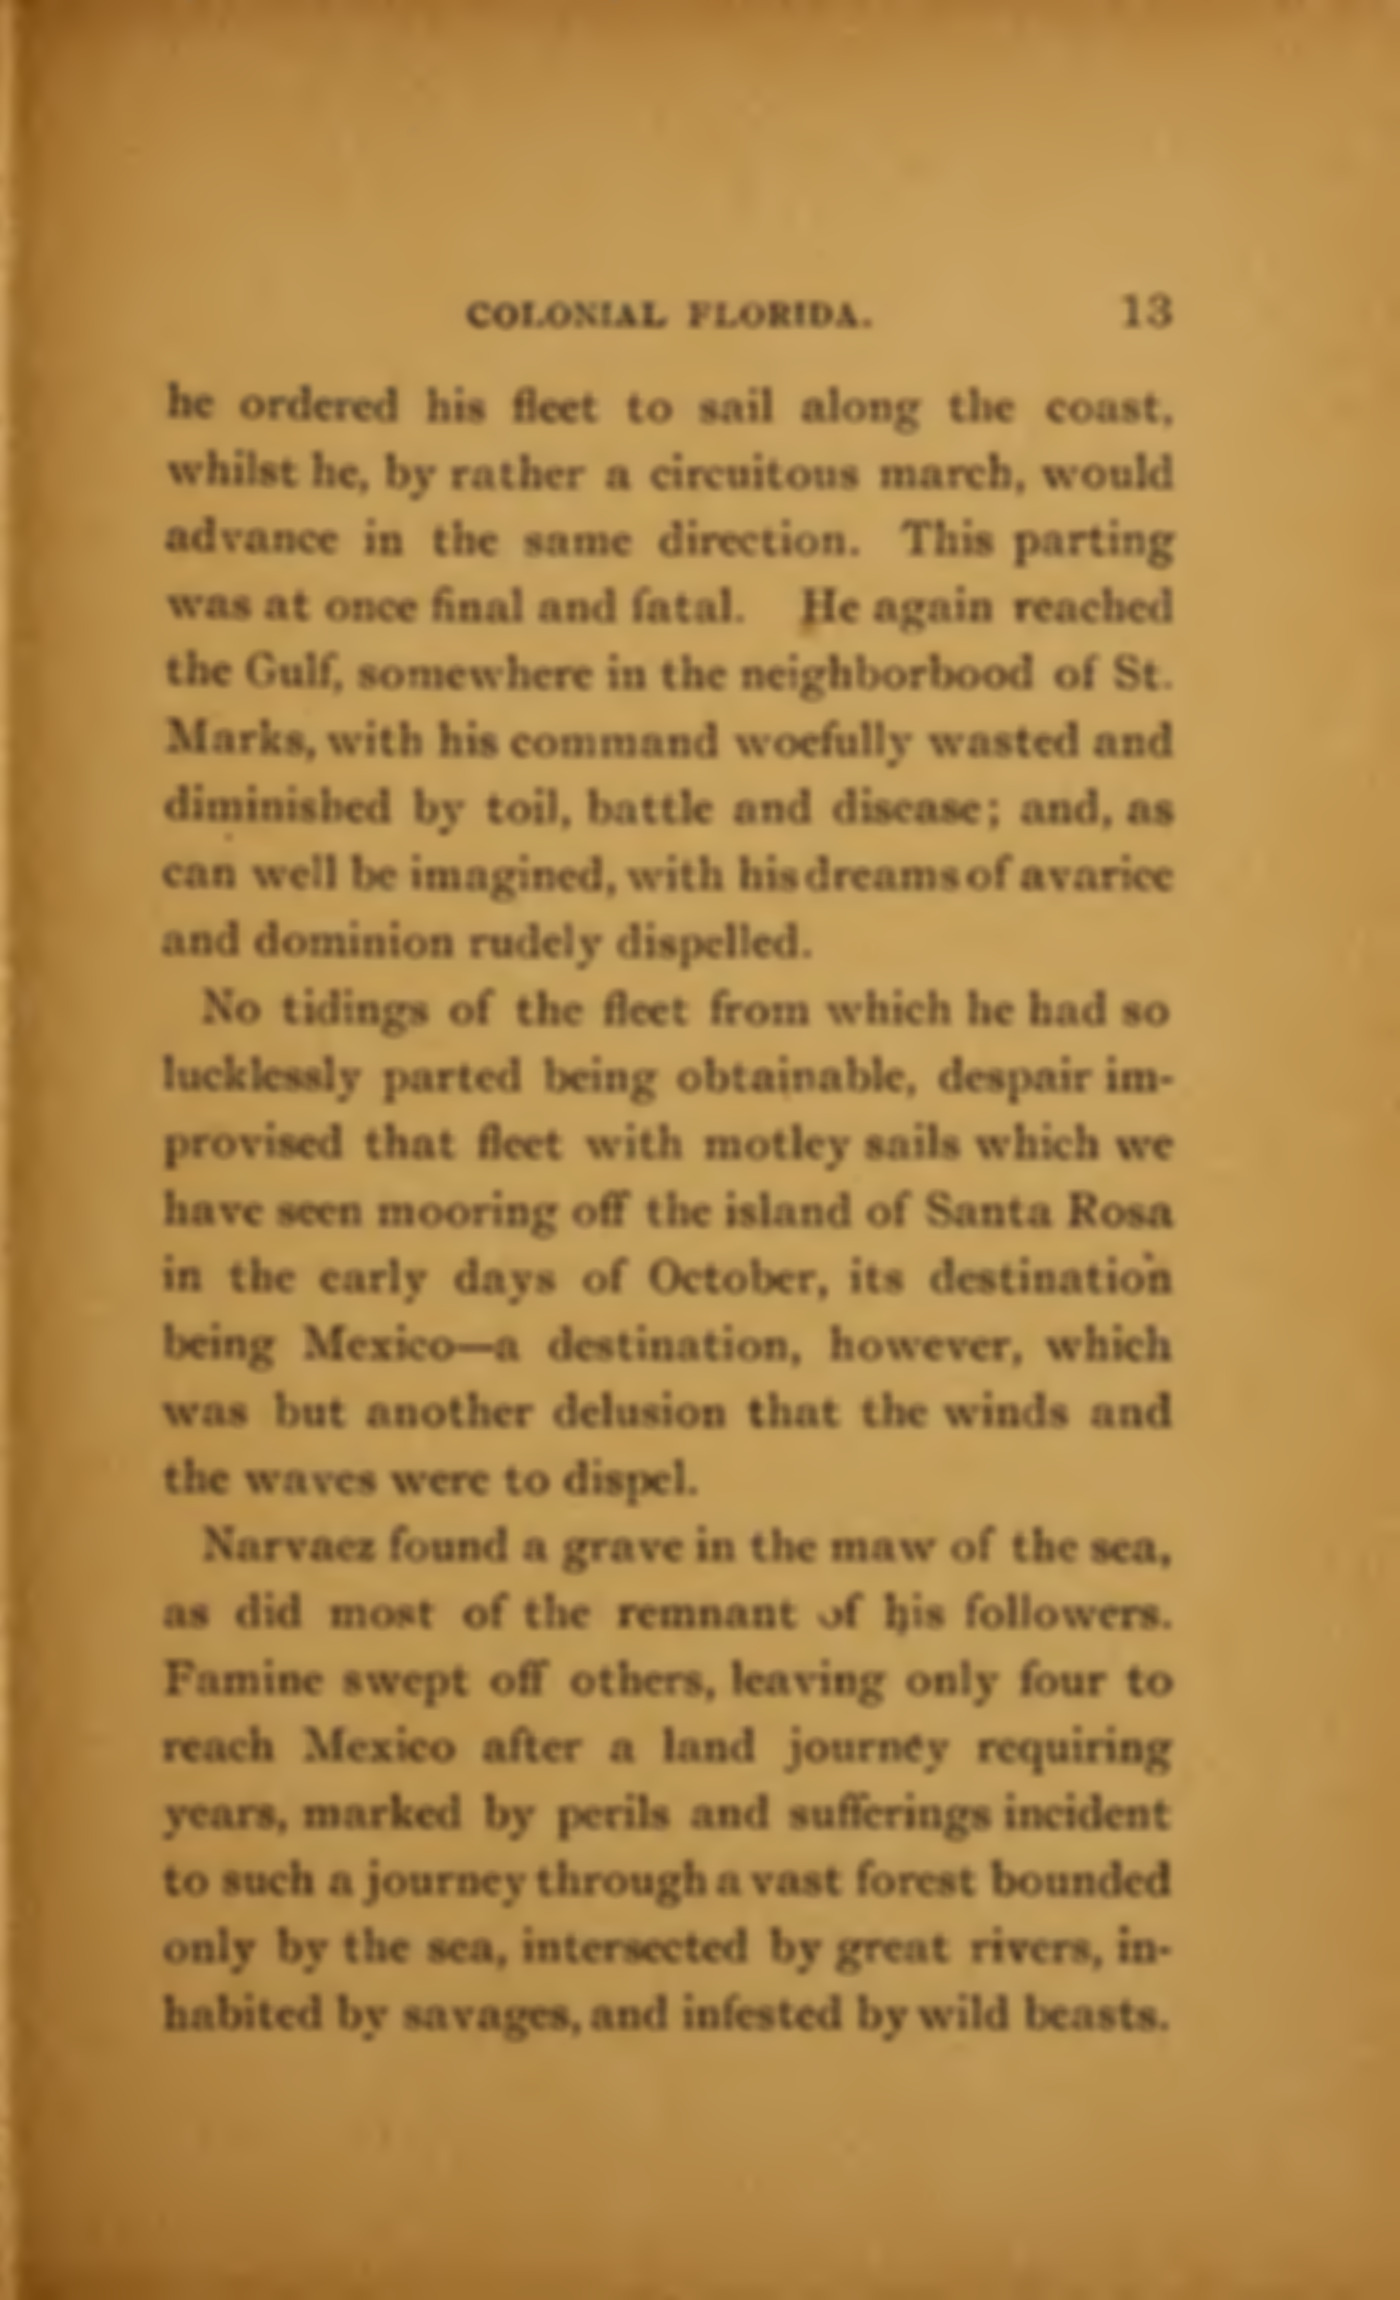 COLONIAL FLORIDA. 13
he ordered his fleet to sail along the coast,
whilst he, by rather a circuitous march, would
advance in the same direction. This parting
was at once final and fatal. He again reached
the Gulf, somewhere in the neighborhood of St.
Marks, with his command woefully wasted and
diminished by toil, battle and disease; and, as
can well be imagined, with his dreams of avarice
and dominion rudely dispelled.
No tidings of the fleet from which he had so
lucklessly parted being obtainable, despair im-
provised that fleet with motley sails which we
have seen mooring off the island of Santa Rosa
in the early days of October, its destination
being Mexico—a destination, however, which
was but another delusion that the winds and
the waves were to dispel.
Narvaez found a grave in the maw of the sea,
as did most of the remnant of his followers.
Famine swept off others, leaving only four to
reach Mexico after a land journey requiring
years, marked by perils and sufferings incident
to such a journey through a vast forest bounded
only by the sea, intersected by great rivers, in-
habited by savages, and infested by wild beasts.